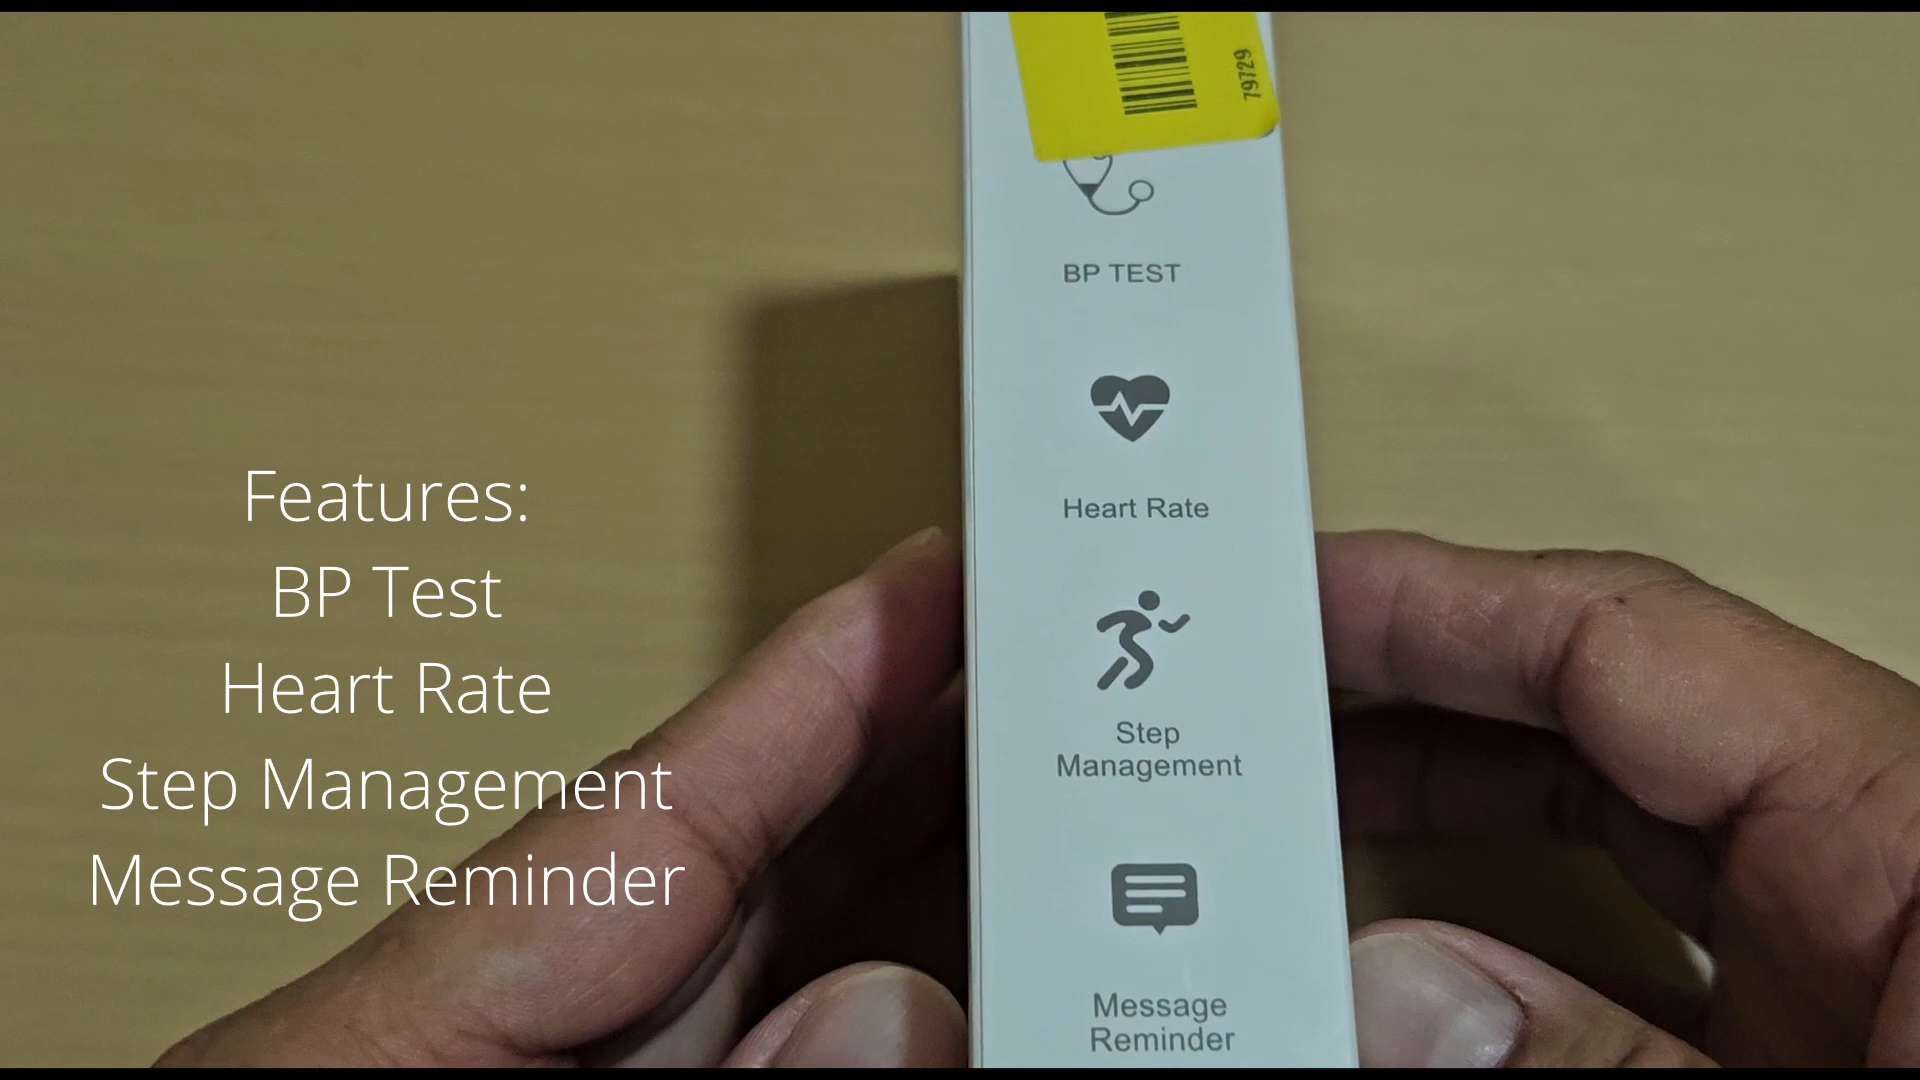 79729
BP TEST
Heart Rate
Step
Management
Message
Reminder
Features:
BP Test
Heart Rate
Step Management
Message Reminder